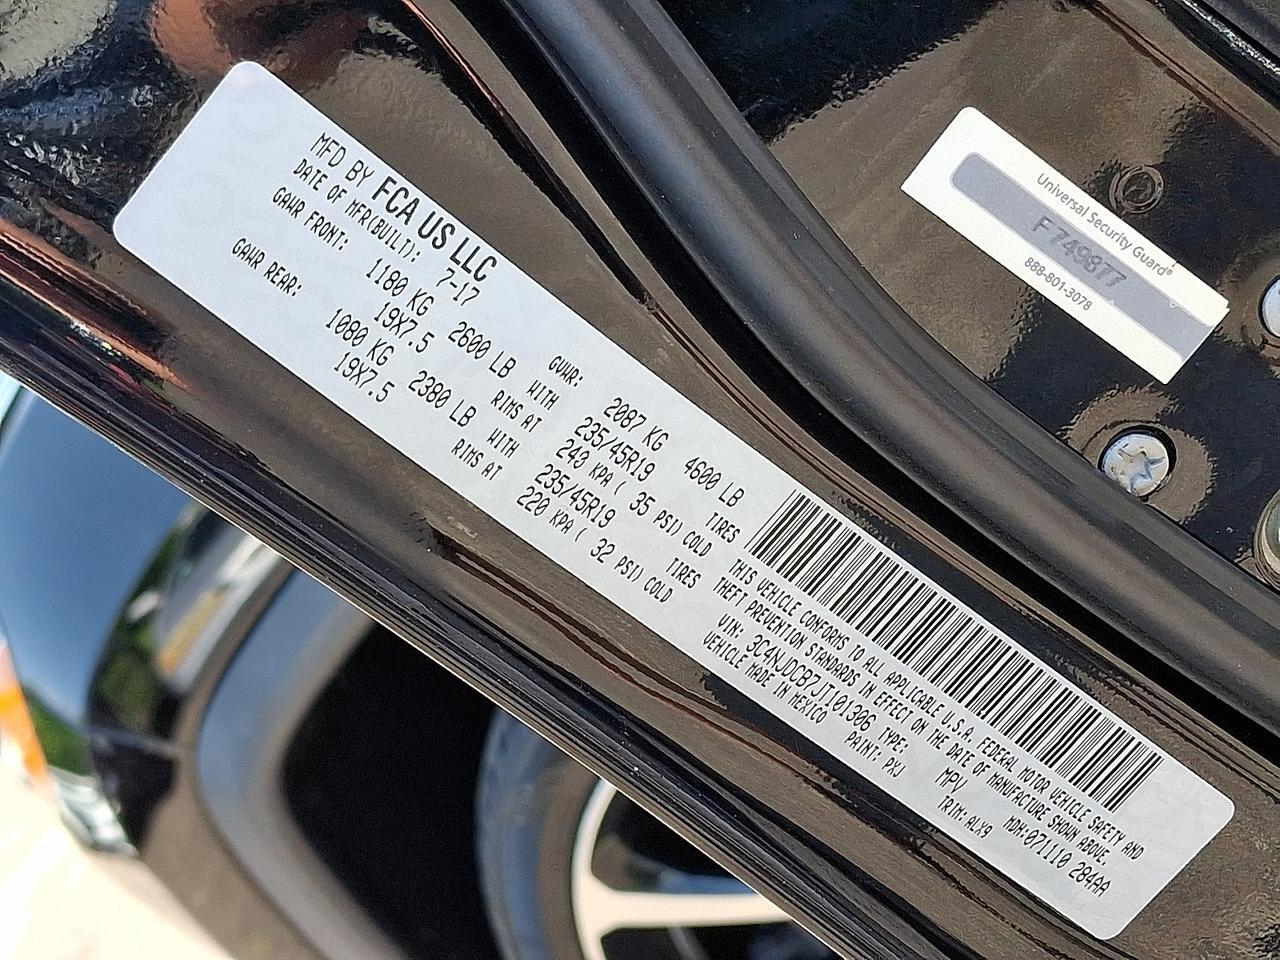 MFD BY FCA US LLC
DATE OF MFR(BUILT): 7-17
GVWR: 2087 KG 4600 LB
GAWR FRONT: 1180 KG 2600 LB WITH 235/45R19 TIRES
19X7.5 RIMS AT 240 KPA ( 35 PSI) COLD
GAWR REAR: 1080 KG 2380 LB WITH 235/45R19 TIRES
19X7.5 RIMS AT 220 KPA ( 32 PSI) COLD
THIS VEHICLE CONFORMS TO ALL APPLICABLE U.S.A. FEDERAL MOTOR VEHICLE SAFETY AND
THEFT PREVENTION STANDARDS IN EFFECT ON THE DATE OF MANUFACTURE SHOWN ABOVE.
VIN: 3C4NJDCB7JT101306 TYPE: MPV MDH:071110 284AA
VEHICLE MADE IN MEXICO PAINT: PXJ TRIM:ALX9
Universal Security Guard®
F749877
888-801-3078